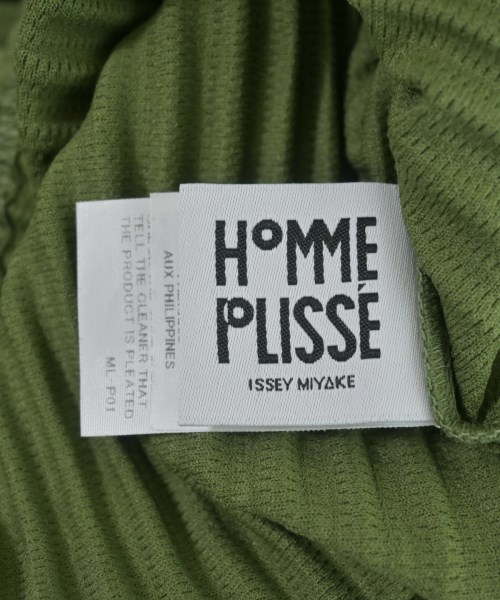 HOMME
PLISSÉ
ISSEY MIYAKE
AUX PHILIPPINES
TELL THE CLEANER THAT
THE PRODUCT IS PLEATED
ML P01